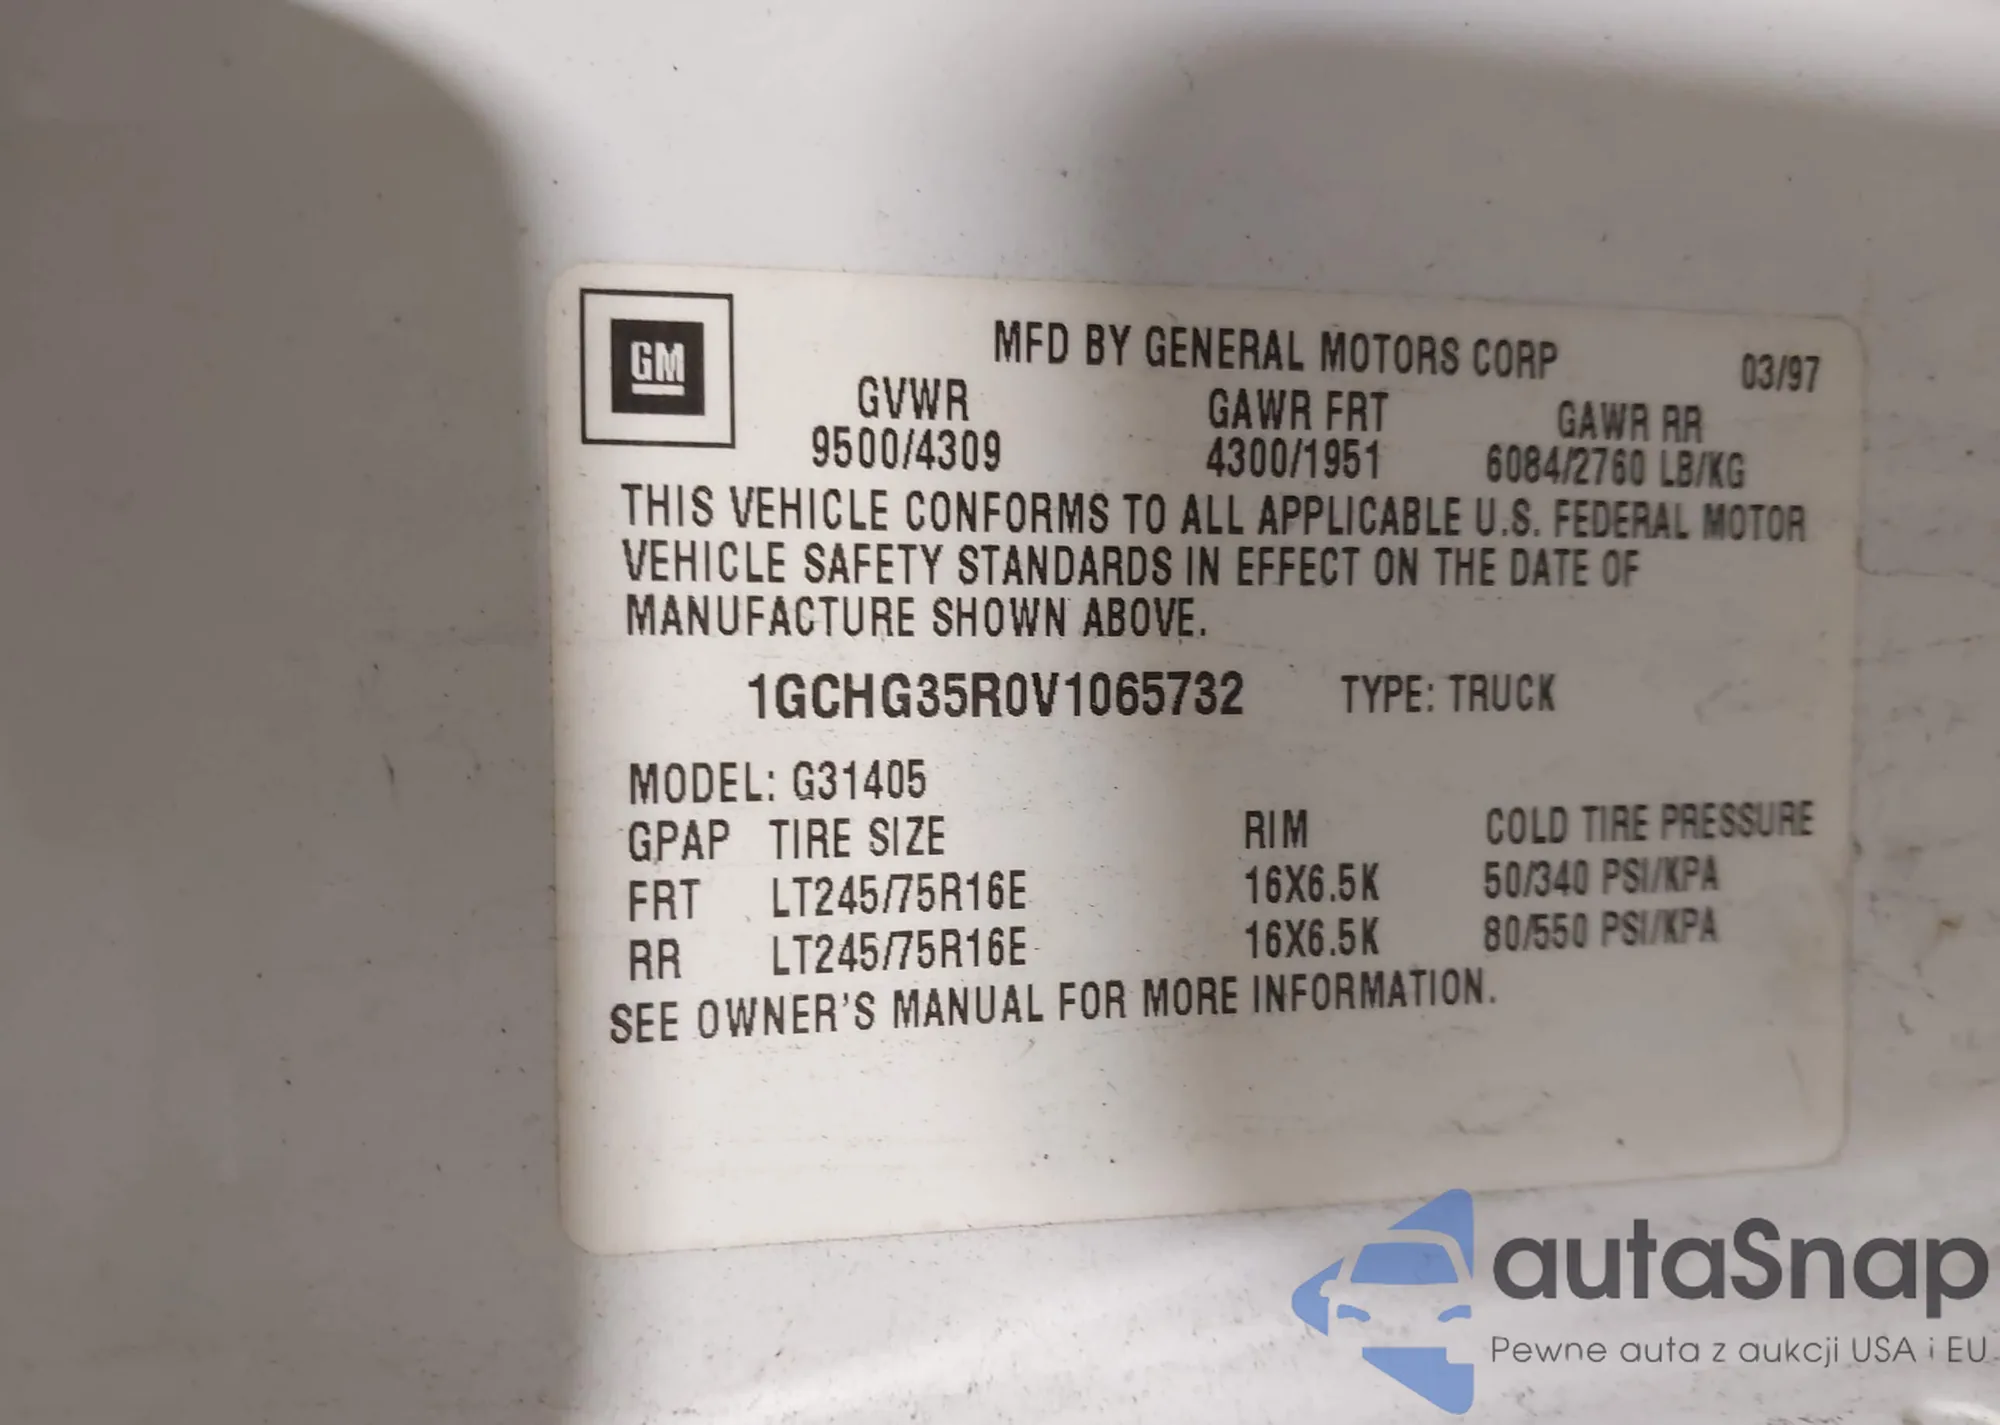 GM
MFD BY GENERAL MOTORS CORP 03/97
GVWR GAWR FRT GAWR RR
9500/4309 4300/1951 6084/2760 LB/KG
THIS VEHICLE CONFORMS TO ALL APPLICABLE U.S. FEDERAL MOTOR
VEHICLE SAFETY STANDARDS IN EFFECT ON THE DATE OF
MANUFACTURE SHOWN ABOVE.
1GCHG35R0V1065732 TYPE: TRUCK
MODEL: G31405
GPAP TIRE SIZE RIM COLD TIRE PRESSURE
FRT LT245/75R16E 16X6.5K 50/340 PSI/KPA
RR LT245/75R16E 16X6.5K 80/550 PSI/KPA
SEE OWNER'S MANUAL FOR MORE INFORMATION.
autaSnap
Pewne auta z aukcji USA i EU